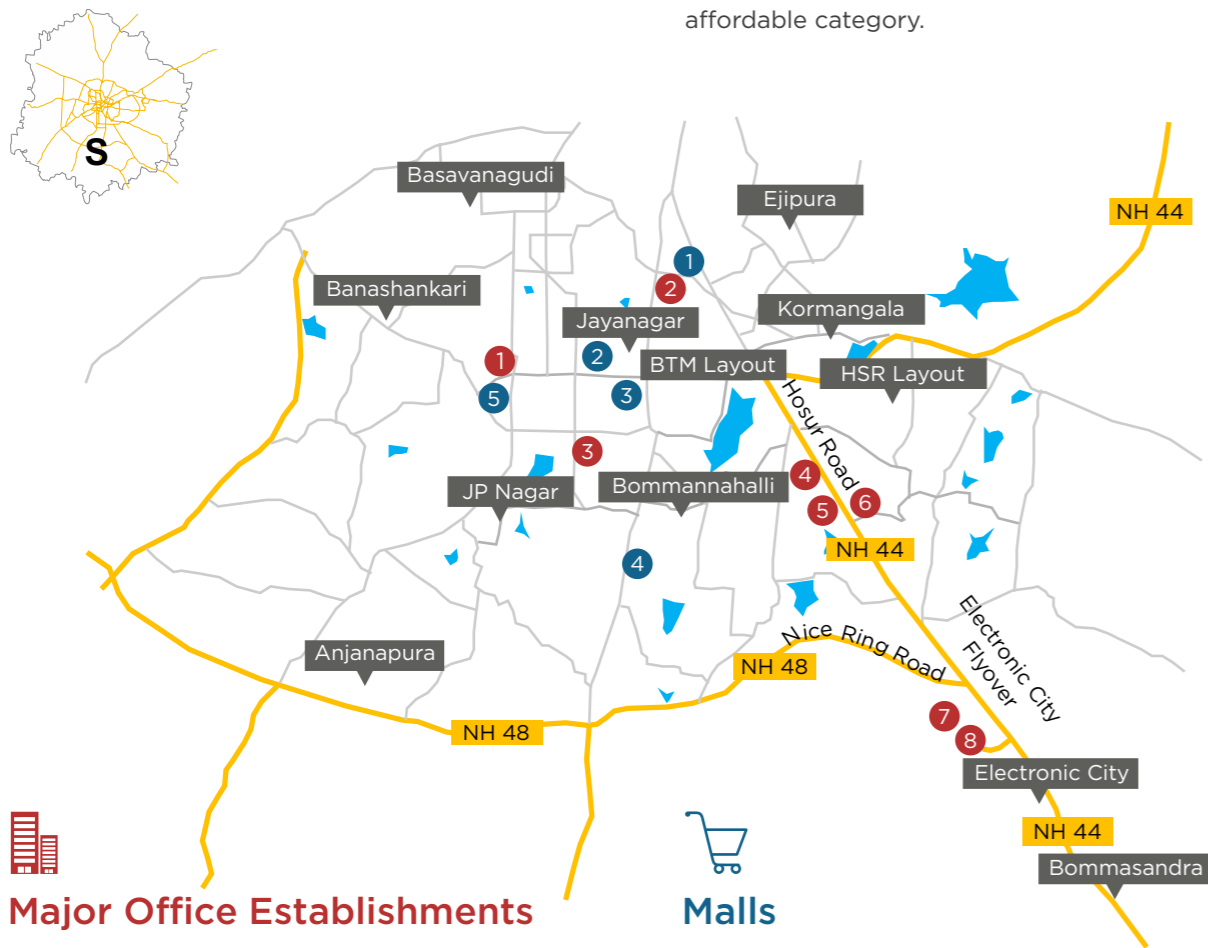 affordable category.
S
Basavanagudi
Ejipura
NH 44
1
Banashankari
2
Kormangala
Jayanagar
1
2
BTM Layout
HSR Layout
5
3
Hosur Road
3
4
JP Nagar
Bommannahalli
5
6
NH 44
4
Electronic City
Flyover
Nice Ring Road
Anjanapura
NH 48
7
NH 48
8
Electronic City
NH 44
Bommasandra
Major Office Establishments
Malls